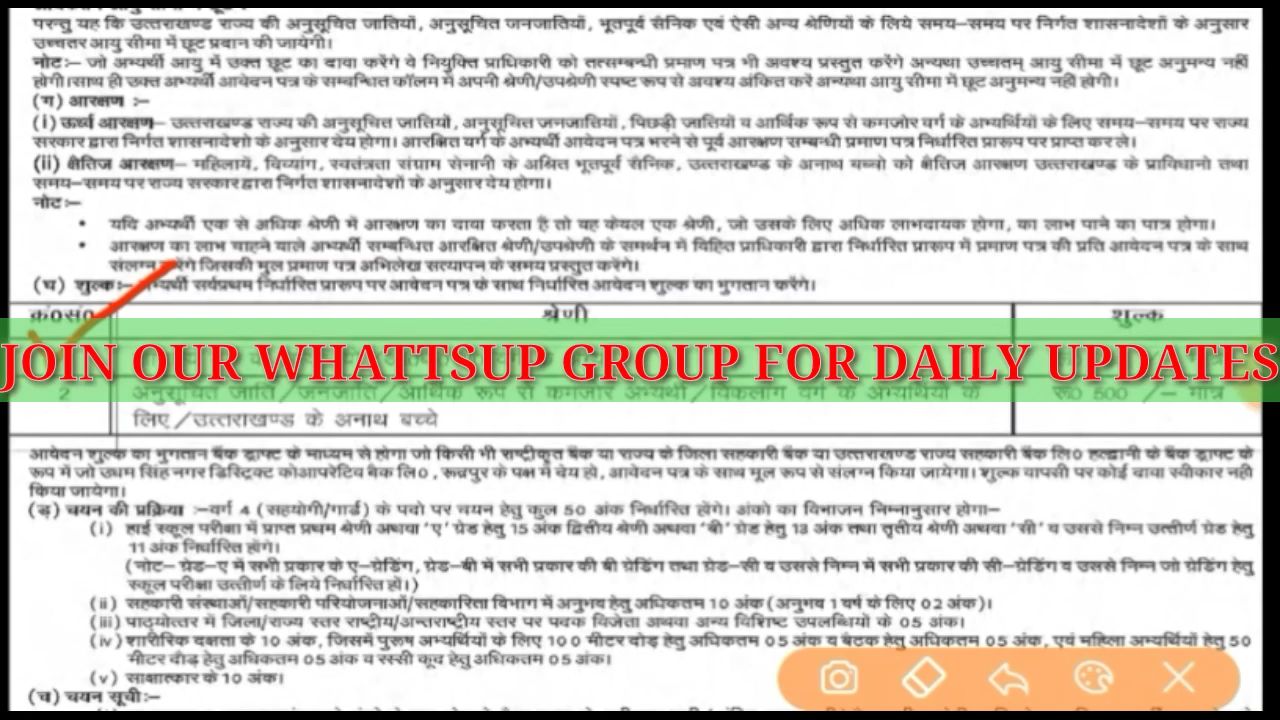 परन्तु यह कि उत्तराखण्ड राज्य की अनुसूचित जातियों, अनुसूचित जनजातियों, भूतपूर्व सैनिक एवं ऐसी अन्य श्रेणियों के लिये समय–समय पर निर्गत शासनादेशों के अनुसार
उच्चतर आयु सीमा में छूट प्रदान की जायेगी।
नोटः– जो अभ्यर्थी आयु में उक्त छूट का दावा करेंगे वे नियुक्ति प्राधिकारी को तत्सम्बन्धी प्रमाण पत्र भी अवश्य प्रस्तुत करेंगे अन्यथा उच्चतम् आयु सीमा में छूट अनुमन्य नहीं
होगी।साथ ही उक्त अभ्यर्थी आवेदन पत्र के सम्बन्धित कॉलम में अपनी श्रेणी/उपश्रेणी स्पष्ट रूप से अवश्य अंकित करें अन्यथा आयु सीमा में छूट अनुमन्य नहीं होगी।
(ग) आरक्षण :–
(i) ऊर्ध्व आरक्षण– उत्तराखण्ड राज्य की अनुसूचित जातियों, अनुसूचित जनजातियों, पिछड़ी जातियों व आर्थिक रूप से कमजोर वर्ग के अभ्यर्थियों के लिए समय–समय पर राज्य
सरकार द्वारा निर्गत शासनादेशो के अनुसार देय होगा। आरक्षित वर्ग के अभ्यर्थी आवेदन पत्र भरने से पूर्व आरक्षण सम्बन्धी प्रमाण पत्र निर्धारित प्रारूप पर प्राप्त कर ले।
(ii) क्षैतिज आरक्षण– महिलायें, दिव्यांग, स्वतंत्रता संग्राम सेनानी के अश्रित भूतपूर्व सैनिक, उत्तराखण्ड के अनाथ बच्चो को क्षैतिज आरक्षण उत्तराखण्ड के प्राविधानो तथा
समय–समय पर राज्य सरकार द्वारा निर्गत शासनादेशों के अनुसार देय होगा।
नोटः–
• यदि अभ्यर्थी एक से अधिक श्रेणी में आरक्षण का दावा करता है तो वह केवल एक श्रेणी, जो उसके लिए अधिक लाभदायक होगा, का लाभ पाने का पात्र होगा।
• आरक्षण का लाभ चाहने वाले अभ्यर्थी सम्बन्धित आरक्षित श्रेणी/उपश्रेणी के समर्थन में विहित प्राधिकारी द्वारा निर्धारित प्रारूप में प्रमाण पत्र की प्रति आवेदन पत्र के साथ
संलग्न करेंगे जिसकी मूल प्रमाण पत्र अभिलेख सत्यापन के समय प्रस्तुत करेंगे।
(घ) शुल्कः– अभ्यर्थी सर्वप्रथम निर्धारित प्रारूप पर आवेदन पत्र के साथ निर्धारित आवेदन शुल्क का भुगतान करेंगे।
क्र0सं0 श्रेणी शुल्क
JOIN OUR WHATTSUP GROUP FOR DAILY UPDATES
2 अनुसूचित जाति/जनजाति/आर्थिक रूप से कमजोर अभ्यर्थी/विकलांग वर्ग के अभ्यर्थियों के रू0 500 /– मात्र
लिए/उत्तराखण्ड के अनाथ बच्चे
आवेदन शुल्क का भुगतान बैंक ड्राफ्ट के माध्यम से होगा जो किसी भी राष्ट्रीकृत बैंक या राज्य के जिला सहकारी बैंक या उत्तराखण्ड राज्य सहकारी बैंक लि0 हल्द्वानी के बैंक ड्राफ्ट के
रूप में जो उधम सिंह नगर डिस्ट्रिक्ट कोआपरेटिव बैक लि0, रूद्रपुर के पक्ष में देय हो, आवेदन पत्र के साथ मूल रूप से संलग्न किया जायेगा। शुल्क वापसी पर कोई दावा स्वीकार नही
किया जायेगा।
(ड़) चयन की प्रक्रिया :–वर्ग 4 (सहयोगी/गार्ड) के पदो पर चयन हेतु कुल 50 अंक निर्धारित होंगे। अंको का विभाजन निम्नानुसार होगा–
(i) हाई स्कूल परीक्षा में प्राप्त प्रथम श्रेणी अथवा 'ए' ग्रेड हेतु 15 अंक द्वितीय श्रेणी अथवा 'बी' ग्रेड हेतु 13 अंक तथा तृतीय श्रेणी अथवा 'सी' व उससे निम्न उत्तीर्ण ग्रेड हेतु
11 अंक निर्धारित होंगे।
(नोट– ग्रेड–ए में सभी प्रकार के ए–ग्रेडिंग, ग्रेड–बी में सभी प्रकार की बी ग्रेडिंग तथा ग्रेड–सी व उससे निम्न में सभी प्रकार की सी–ग्रेडिंग व उससे निम्न जो ग्रेडिंग हेतु
स्कूल परीक्षा उत्तीर्ण के लिये निर्धारित हों।)
(ii) सहकारी संस्थाओं/सहकारी परियोजनाओं/सहकारिता विभाग में अनुभव हेतु अधिकतम 10 अंक (अनुभव 1 वर्ष के लिए 02 अंक)।
(iii) पाठ्योत्तर में जिला/राज्य स्तर राष्ट्रीय/अन्तराष्ट्रीय स्तर पर पदक विजेता अथवा अन्य विशिष्ट उपलब्धियो के 05 अंक।
(iv) शारीरिक दक्षता के 10 अंक, जिसमें पुरूष अभ्यर्थियों के लिए 100 मीटर दोड़ हेतु अधिकतम 05 अंक व बैठक हेतु अधिकतम 05 अंक, एवं महिला अभ्यर्थियों हेतु 50
मीटर दौड़ हेतु अधिकतम 05 अंक व रस्सी कूद हेतु अधिकतम 05 अंक।
(v) साक्षात्कार के 10 अंक।
(च) चयन सूची:–